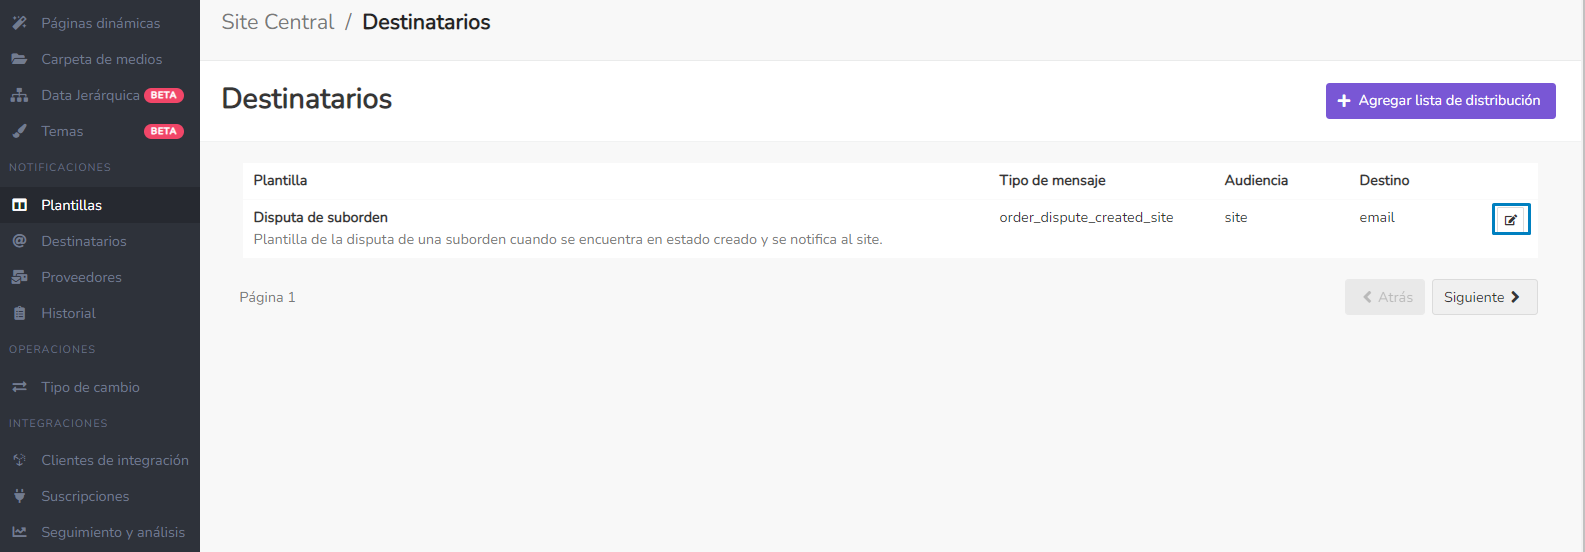 Páginas dinámicas
Carpeta de medios
Data Jerárquica BETA
Temas BETA
NOTIFICACIONES
Plantillas
Destinatarios
Proveedores
Historial
OPERACIONES
Tipo de cambio
INTEGRACIONES
Clientes de integración
Suscripciones
Seguimiento y análisis
Site Central / Destinatarios
Destinatarios
Agregar lista de distribución
Plantilla Tipo de mensaje Audiencia Destino
Disputa de suborden order_dispute_created_site site email
Plantilla de la disputa de una suborden cuando se encuentra en estado creado y se notifica al site.
Página 1
Atrás Siguiente